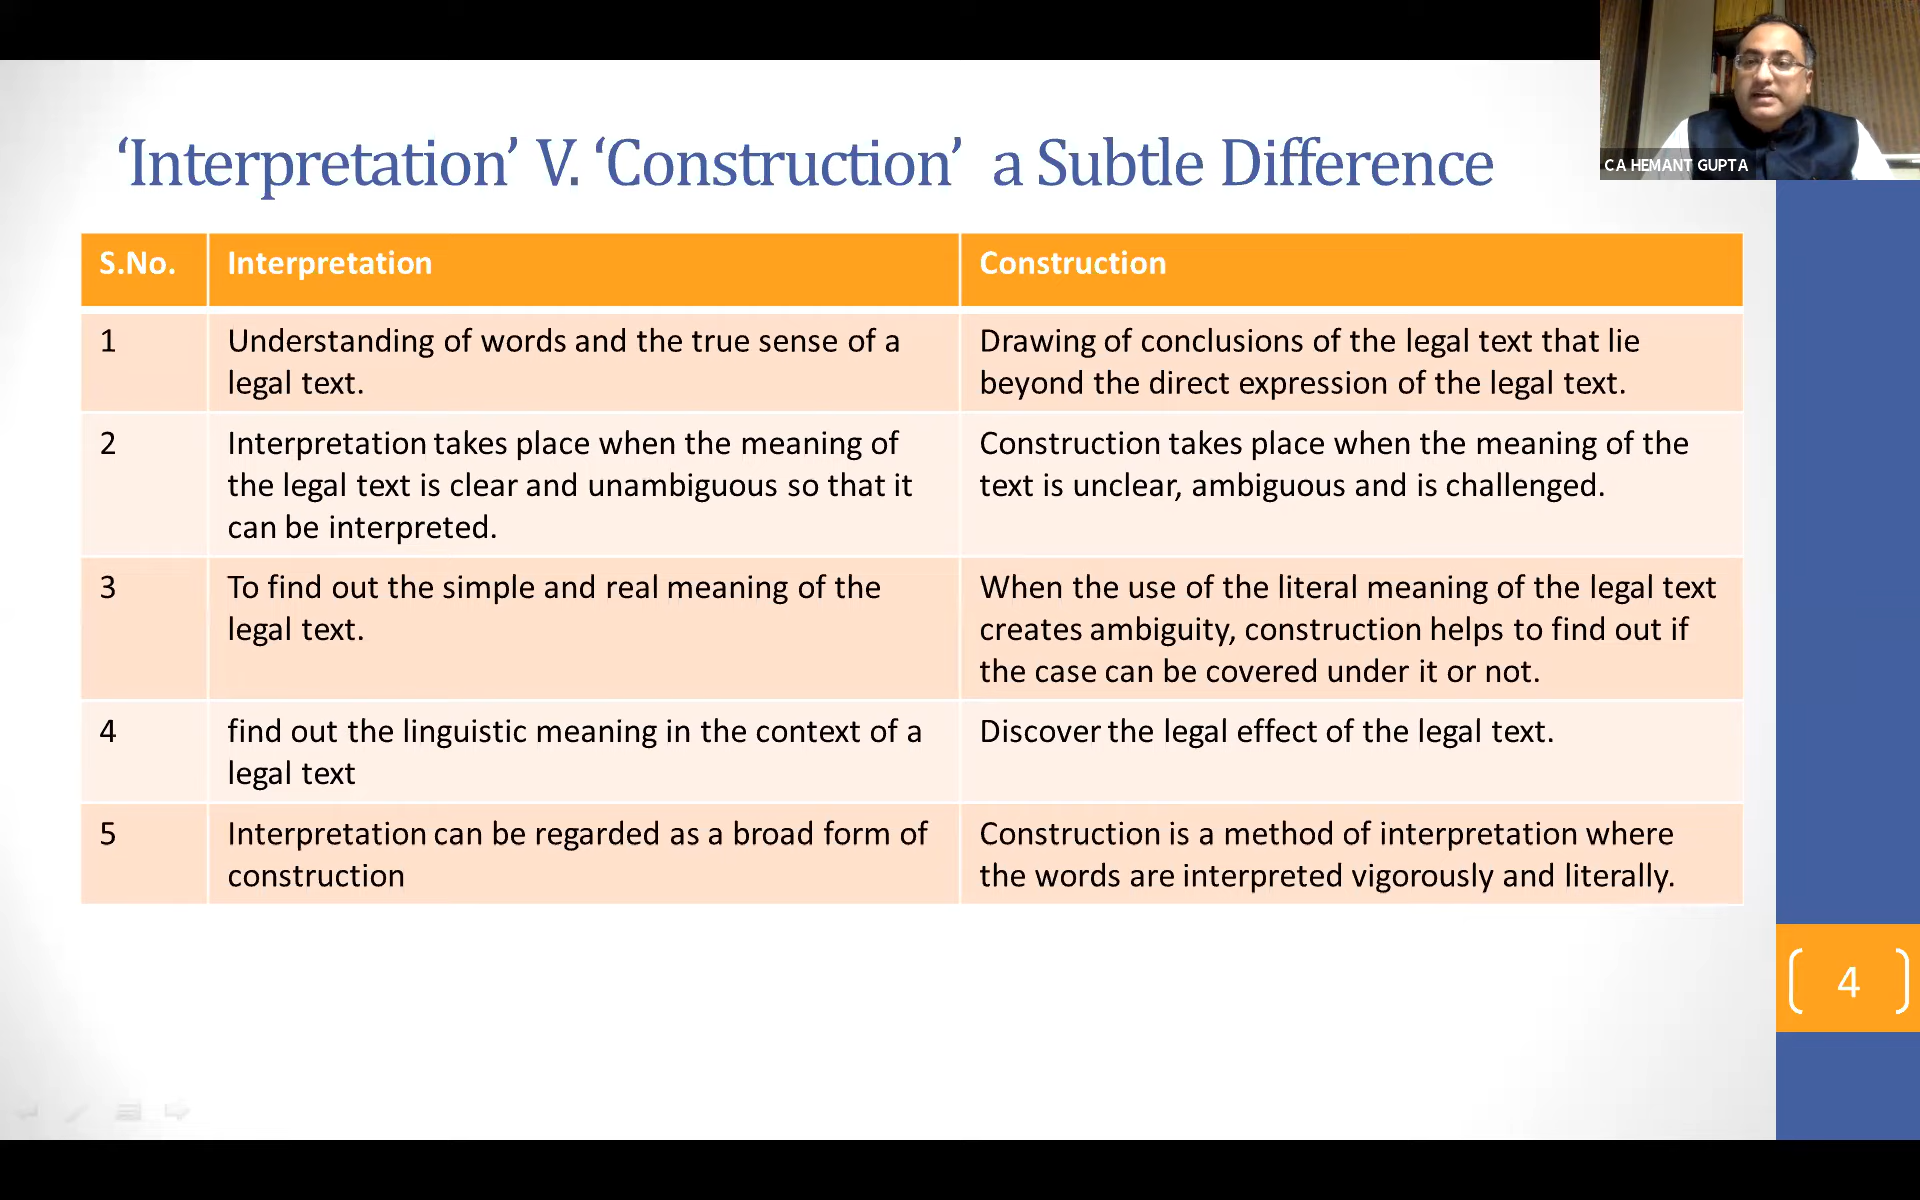 ‘Interpretation’ V. ‘Construction’ a Subtle Difference
CA HEMANT GUPTA
S.No. Interpretation Construction
1 Understanding of words and the true sense of a Drawing of conclusions of the legal text that lie
legal text. beyond the direct expression of the legal text.
2 Interpretation takes place when the meaning of Construction takes place when the meaning of the
the legal text is clear and unambiguous so that it text is unclear, ambiguous and is challenged.
can be interpreted.
3 To find out the simple and real meaning of the When the use of the literal meaning of the legal text
legal text. creates ambiguity, construction helps to find out if
the case can be covered under it or not.
4 find out the linguistic meaning in the context of a Discover the legal effect of the legal text.
legal text
5 Interpretation can be regarded as a broad form of Construction is a method of interpretation where
construction the words are interpreted vigorously and literally.
4